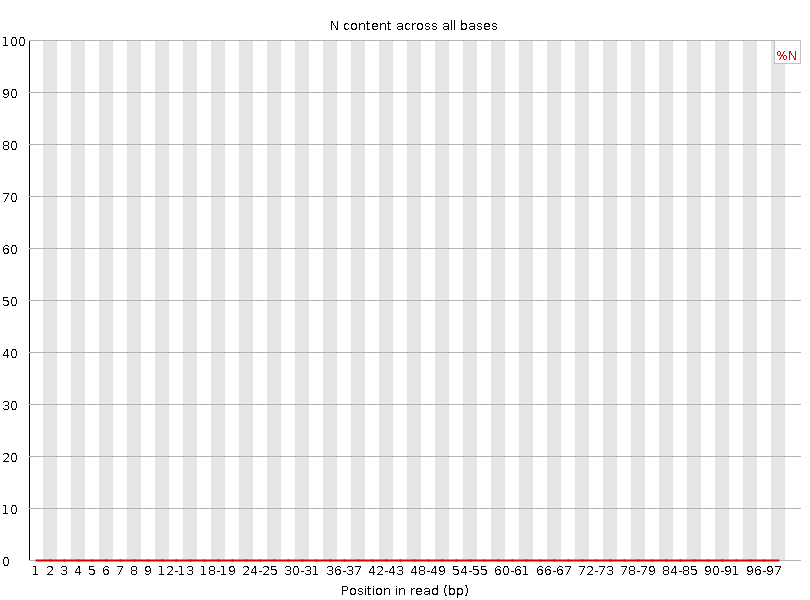 N content across all bases
%N
100
90
80
70
60
50
40
30
20
10
0
1 2 3 4 5 6 7 8 9 12-13 18-19 24-25 30-31 36-37 42-43 48-49 54-55 60-61 66-67 72-73 78-79 84-85 90-91 96-97
Position in read (bp)